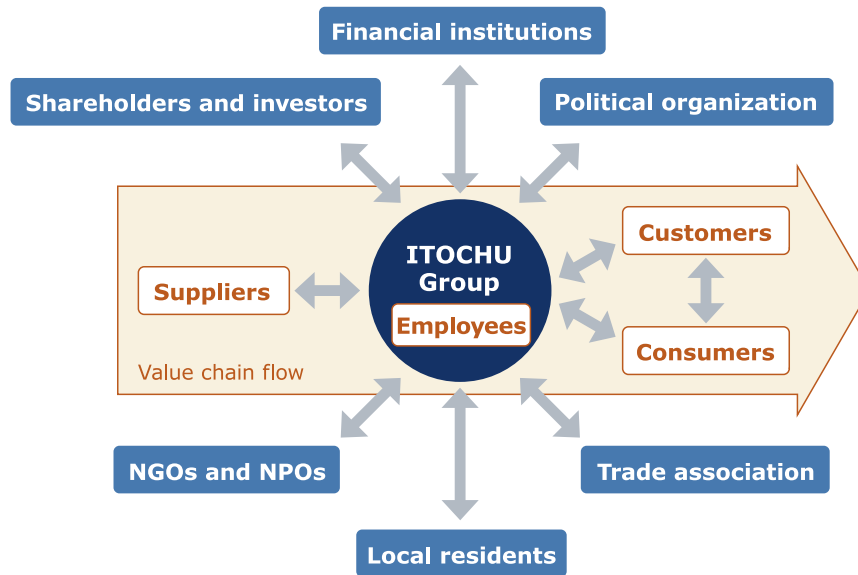 Financial institutions
Shareholders and investors
Political organization
ITOCHU
Group
Employees
Suppliers
Customers
Consumers
Value chain flow
NGOs and NPOs
Trade association
Local residents